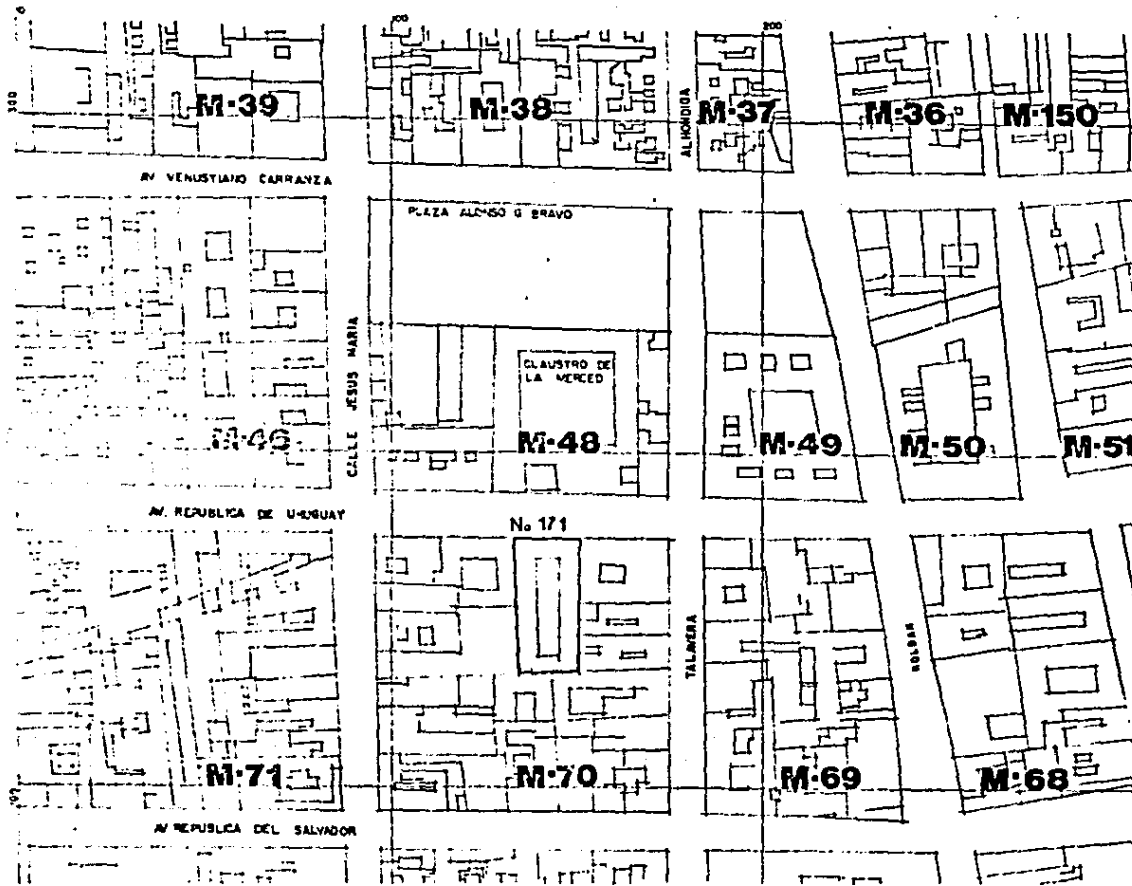 100
200
300
M-39
M-38
ALHONDIGA
M-37
M-36
M-150
AV. VENUSTIANO CARRANZA
PLAZA ALONSO G BRAVO
CALLE JESUS MARIA
CLAUSTRO DE
LA MERCED
M-46
M-48
M-49
M-50
M-51
AV. REPUBLICA DE URUGUAY
No 171
TALAVERA
ROLDAN
M-71
M-70
M-69
M-68
AV REPUBLICA DEL SALVADOR